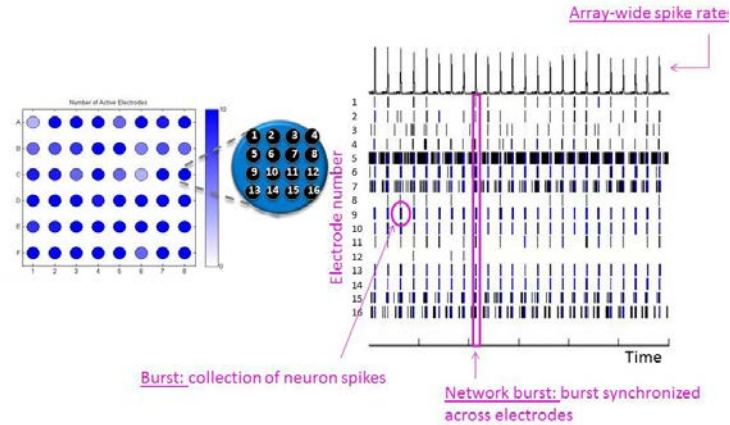 Array-wide spike rate
Number of Active Electrodes
A
B
C
D
E
F
1 2 3 4 5 6 7 8
10
0
1 2 3 4
5 6 7 8
9 10 11 12
13 14 15 16
Electrode number
1
2
3
4
5
6
7
8
9
10
11
12
13
14
15
16
Time
Burst: collection of neuron spikes
Network burst: burst synchronized
across electrodes